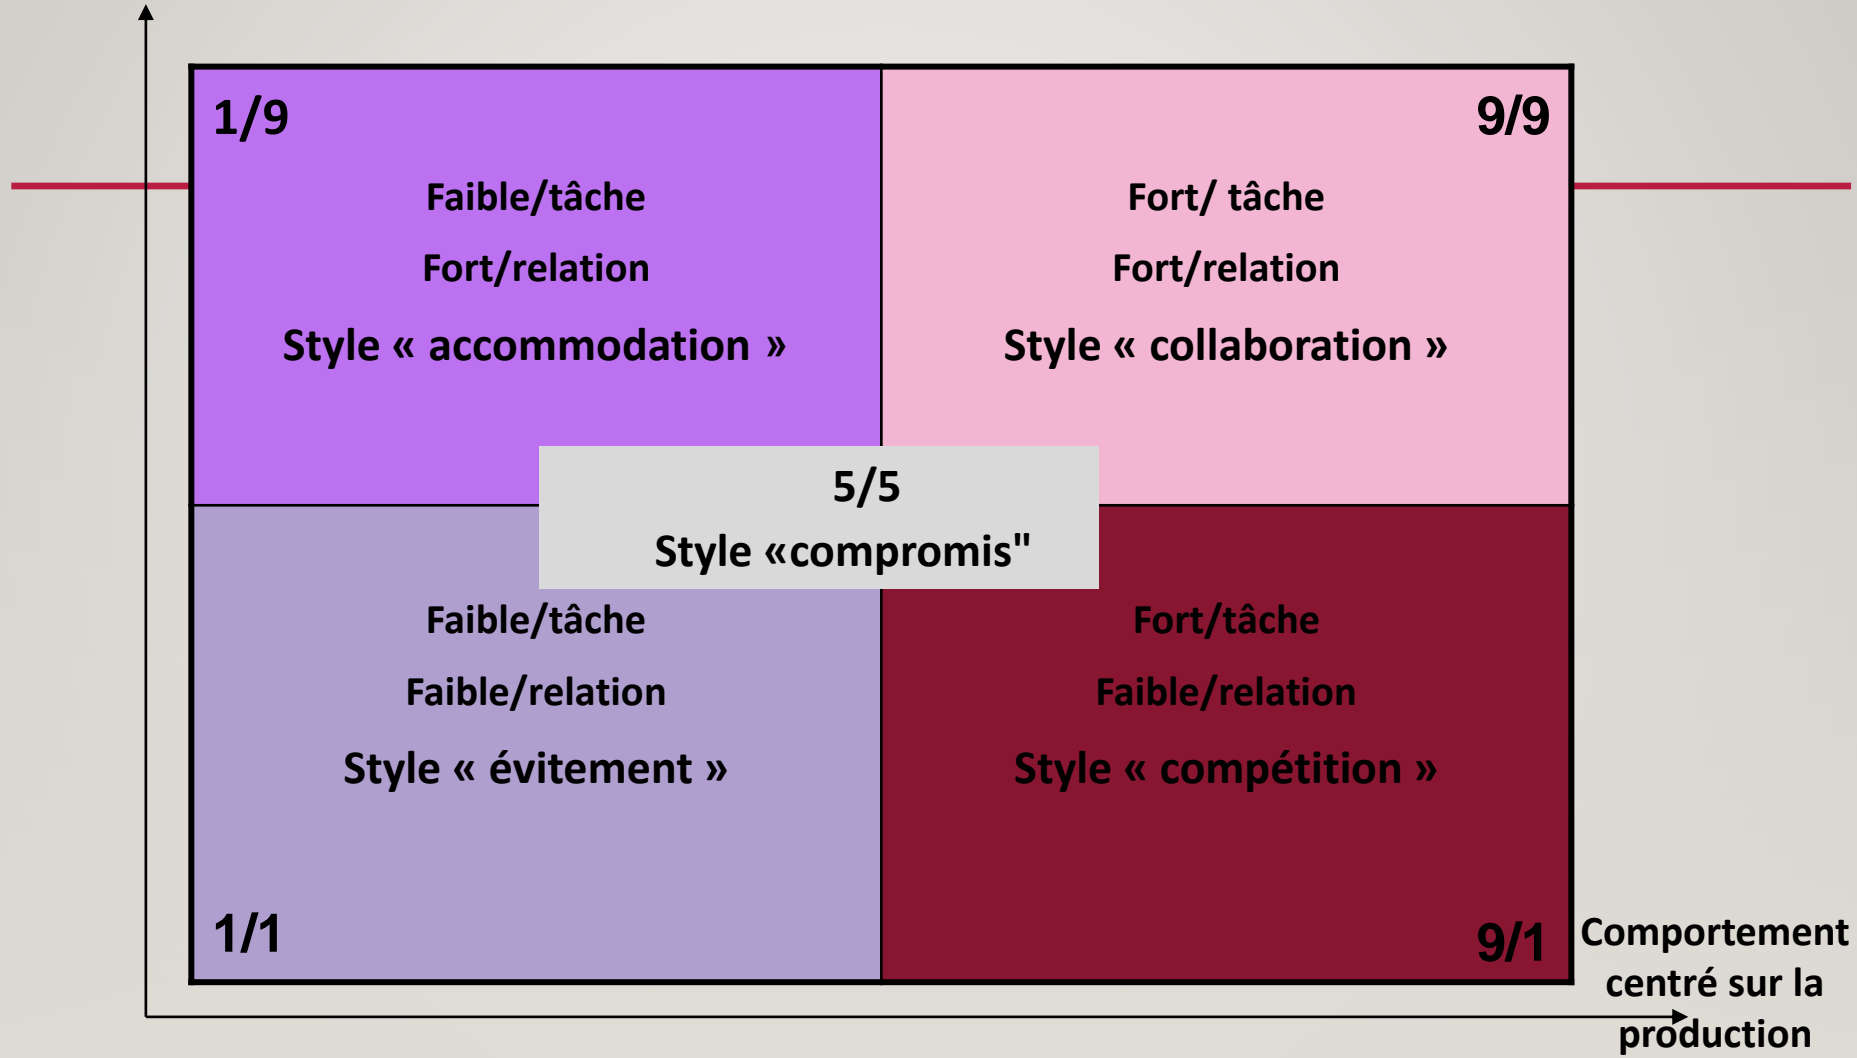 1/9
Faible/tâche
Fort/relation
Style « accommodation »
9/9
Fort/ tâche
Fort/relation
Style « collaboration »
5/5
Style «compromis"
Faible/tâche
Faible/relation
Style « évitement »
1/1
Fort/tâche
Faible/relation
Style « compétition »
9/1
Comportement
centré sur la
production